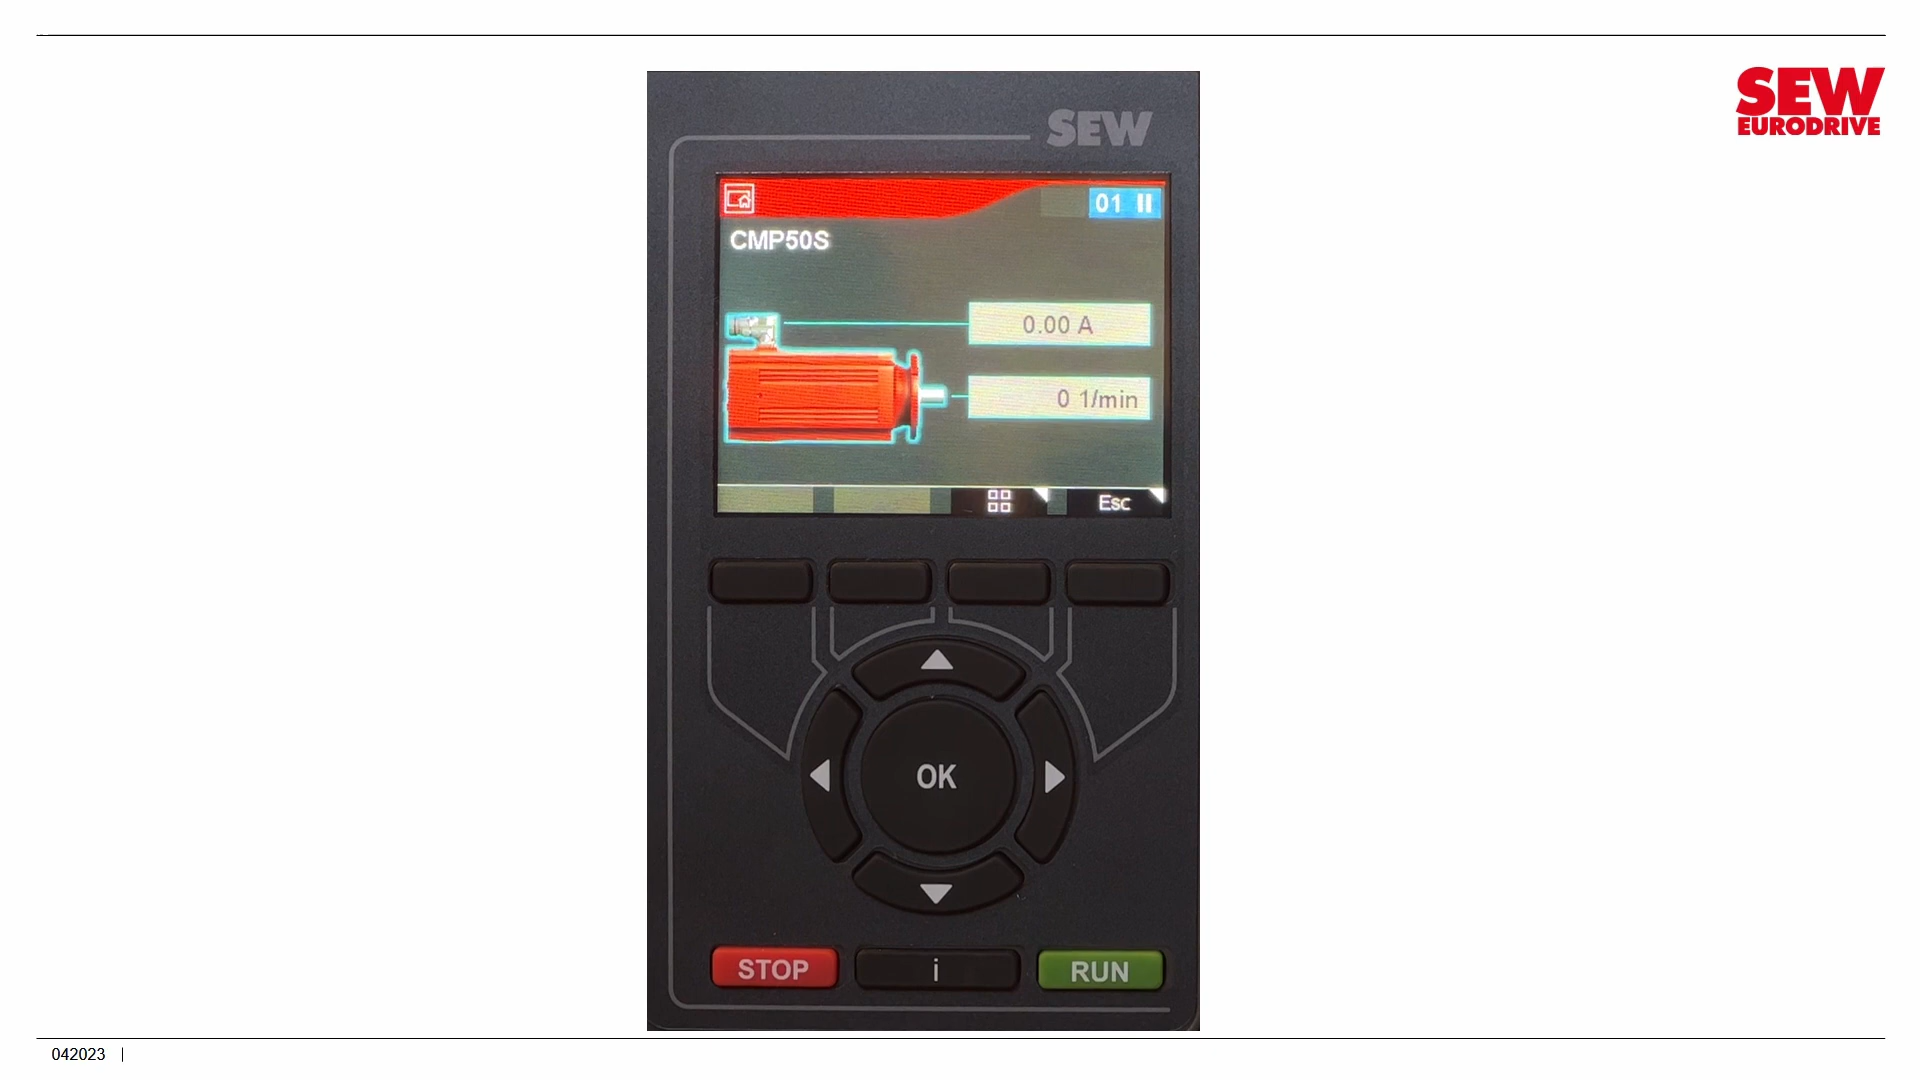 SEW
EURODRIVE
SEW
01
CMP50S
0.00 A
0 1/min
Esc
OK
STOP
i
RUN
042023 |